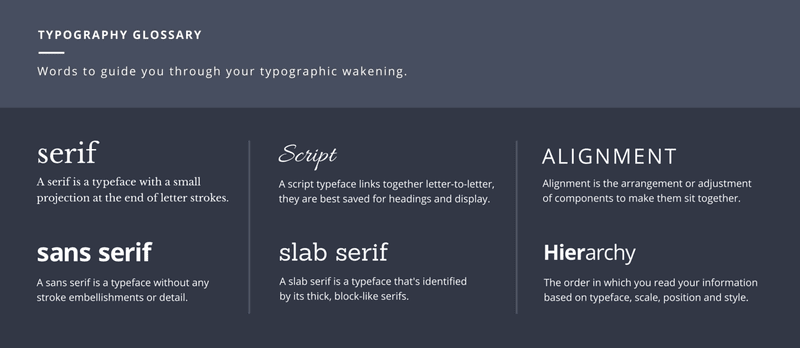 TYPOGRAPHY GLOSSARY
Words to guide you through your typographic wakening.
serif
A serif is a typeface with a small
projection at the end of letter strokes.
sans serif
A sans serif is a typeface without any
stroke embellishments or detail.
Script
A script typeface links together letter-to-letter,
they are best saved for headings and display.
slab serif
A slab serif is a typeface that's identified
by its thick, block-like serifs.
ALIGNMENT
Alignment is the arrangement or adjustment
of components to make them sit together.
Hierarchy
The order in which you read your information
based on typeface, scale, position and style.